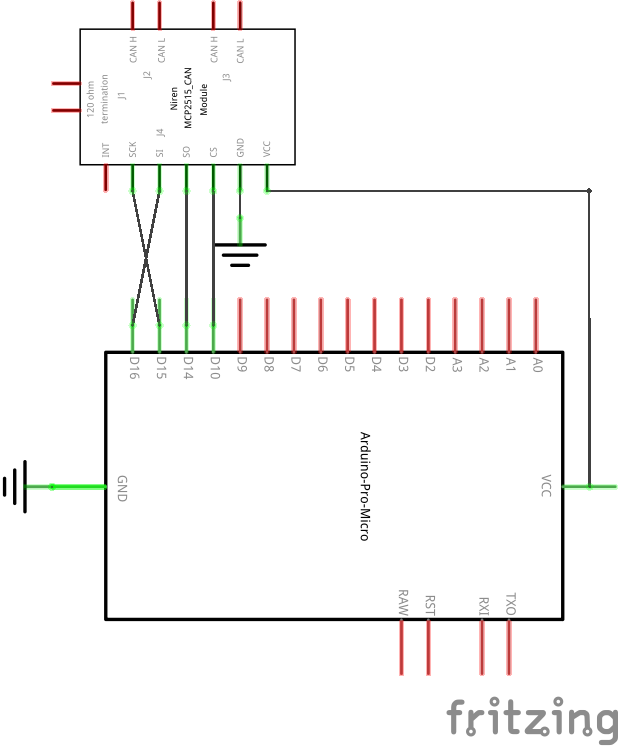 CAN H
CAN L
CAN H
CAN L
J2
J3
120 ohm
termination
J1
Niren
MCP2515_CAN
Module
J4
INT
SCK
SI
SO
CS
GND
VCC
D16
D15
D14
D10
D9
D8
D7
D6
D5
D4
D3
D2
A3
A2
A1
A0
Arduino-Pro-Micro
GND
VCC
RAW
RST
RXI
TXO
fritzing